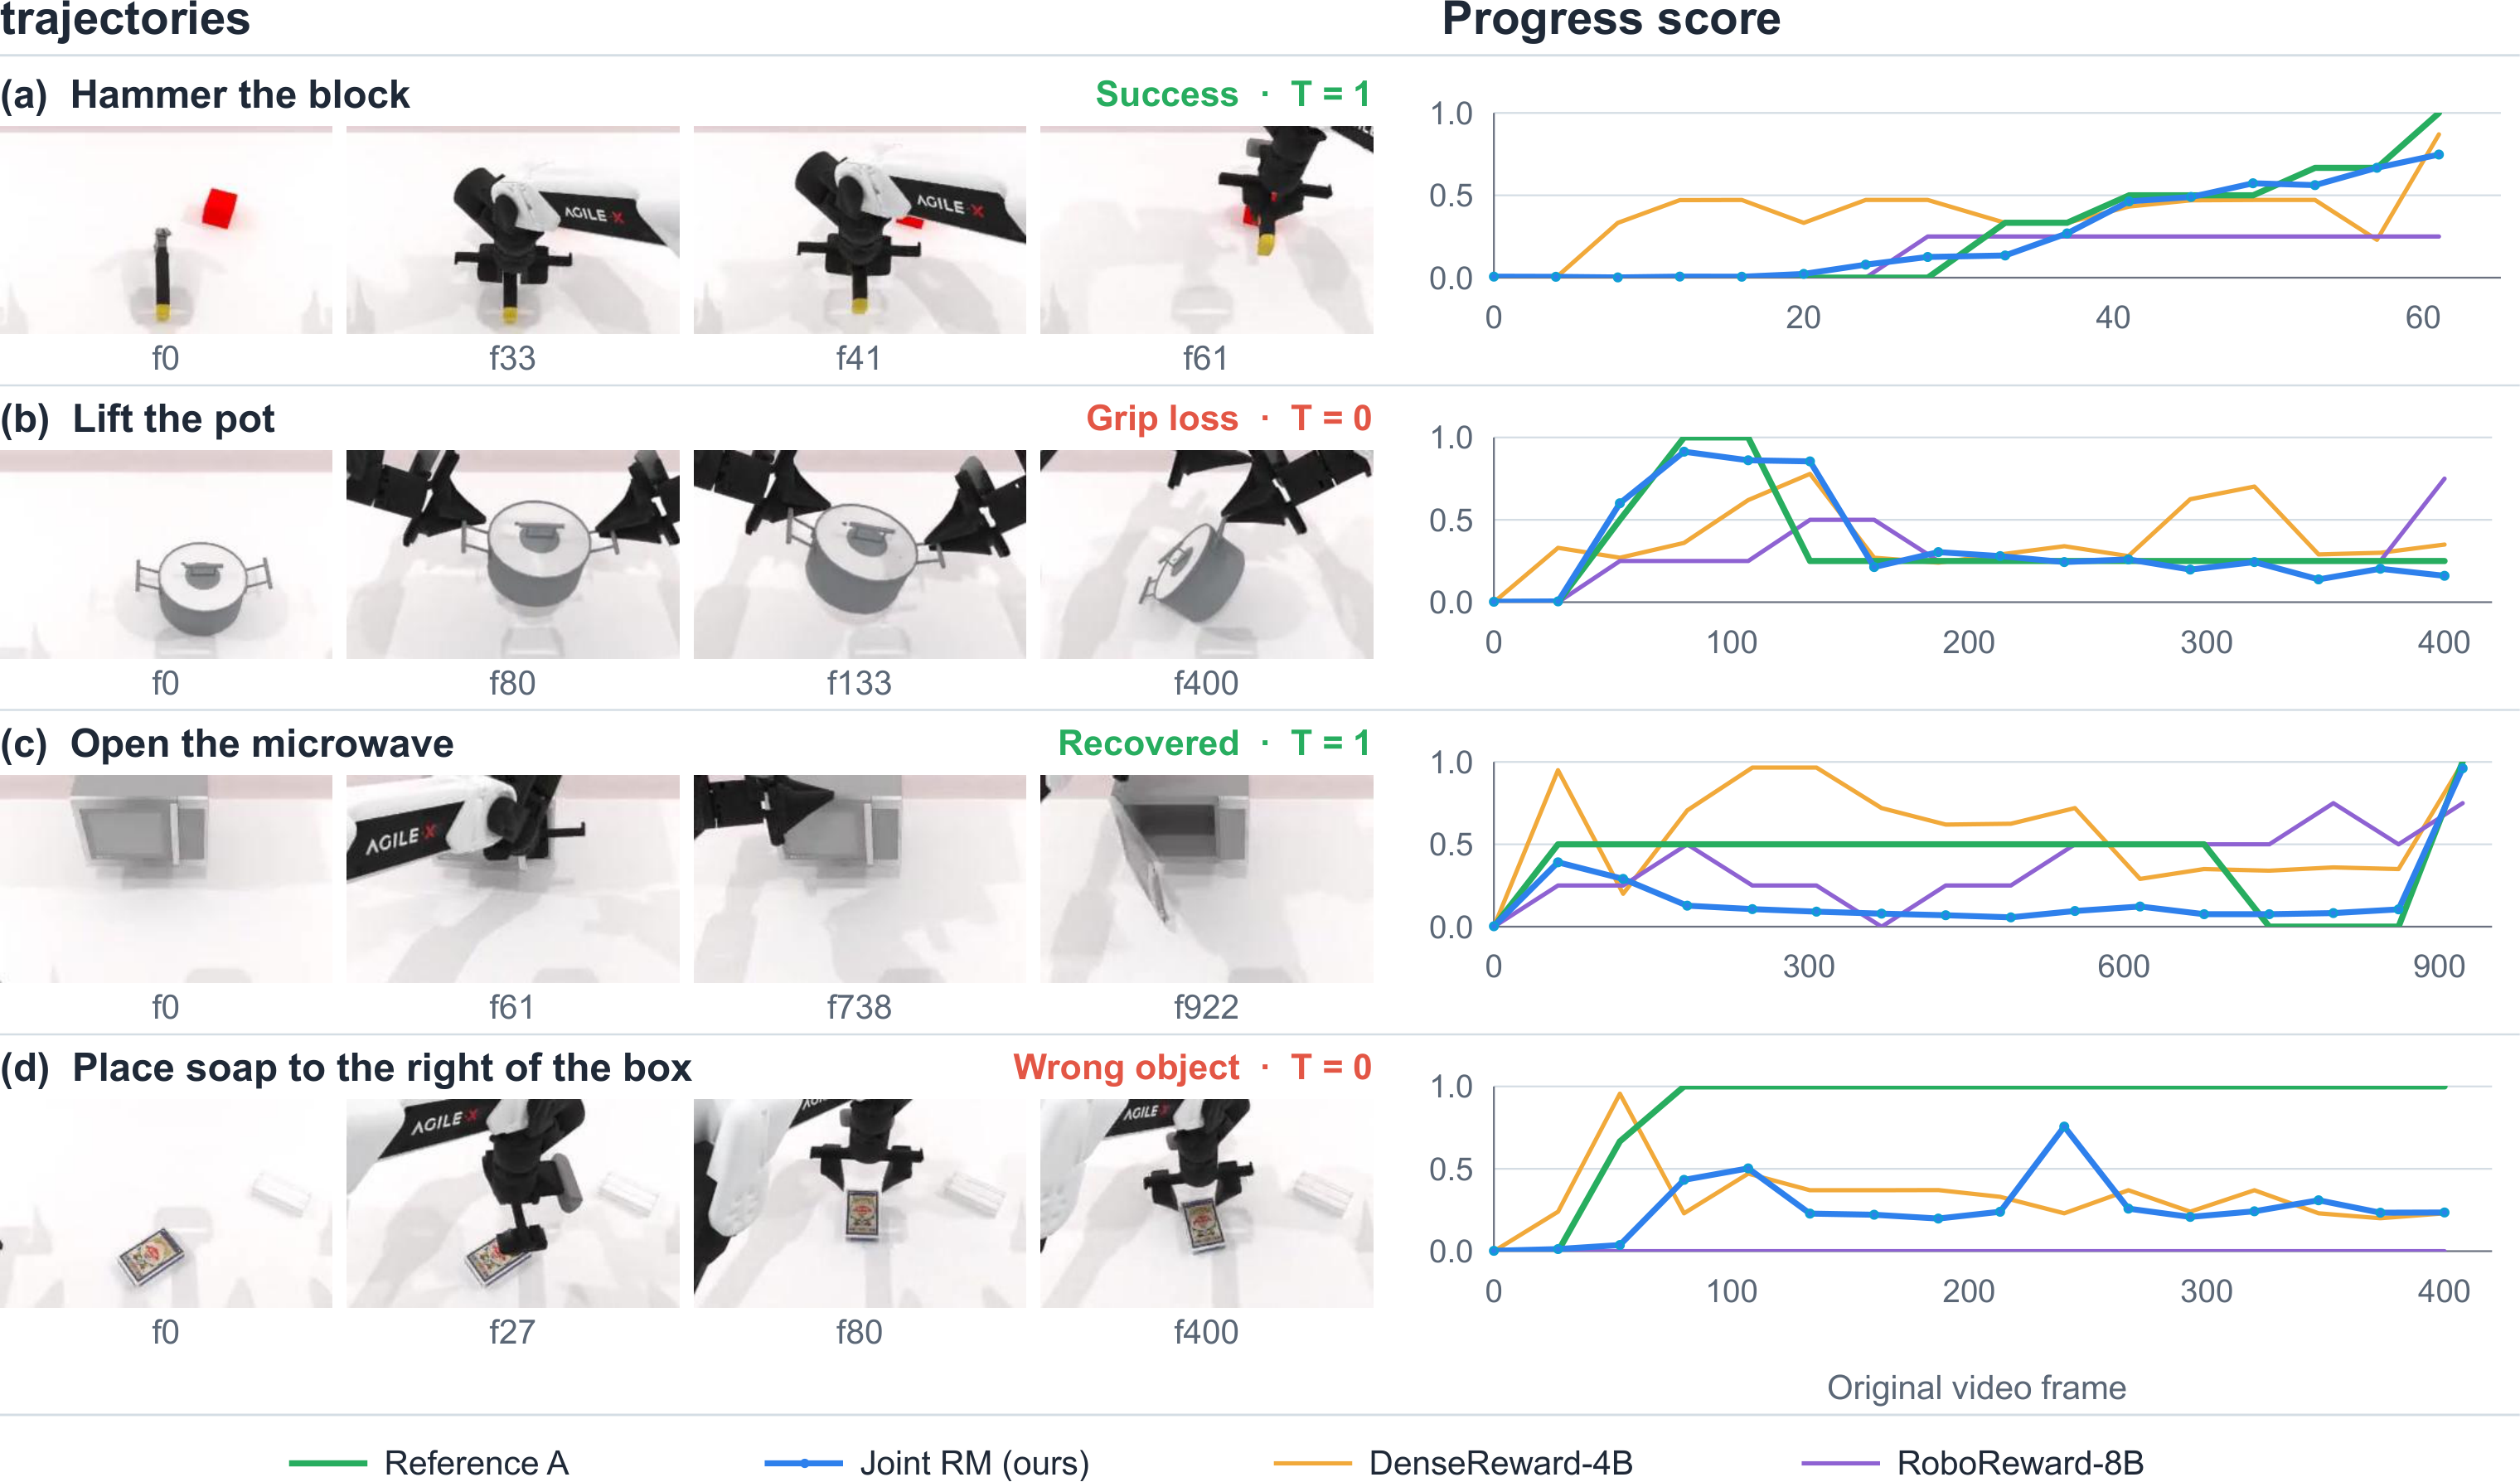 trajectories
Progress score
(a) Hammer the block
Success · T = 1
AGILE·X
AGILE·X
f0
f33
f41
f61
1.0
0.5
0.0
0
20
40
60
(b) Lift the pot
Grip loss · T = 0
f0
f80
f133
f400
1.0
0.5
0.0
0
100
200
300
400
(c) Open the microwave
Recovered · T = 1
AGILE·X
f0
f61
f738
f922
1.0
0.5
0.0
0
300
600
900
(d) Place soap to the right of the box
Wrong object · T = 0
AGILE·X
AGILE·X
f0
f27
f80
f400
1.0
0.5
0.0
0
100
200
300
400
Original video frame
Reference A
Joint RM (ours)
DenseReward-4B
RoboReward-8B